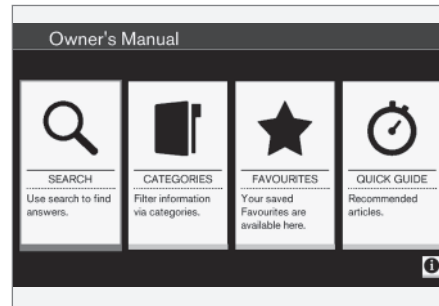 Owner's Manual
SEARCH
Use search to find
answers.
CATEGORIES
Filter information
via categories.
FAVOURITES
Your saved
Favourites are
available here.
QUICK GUIDE
Recommended
articles.
i